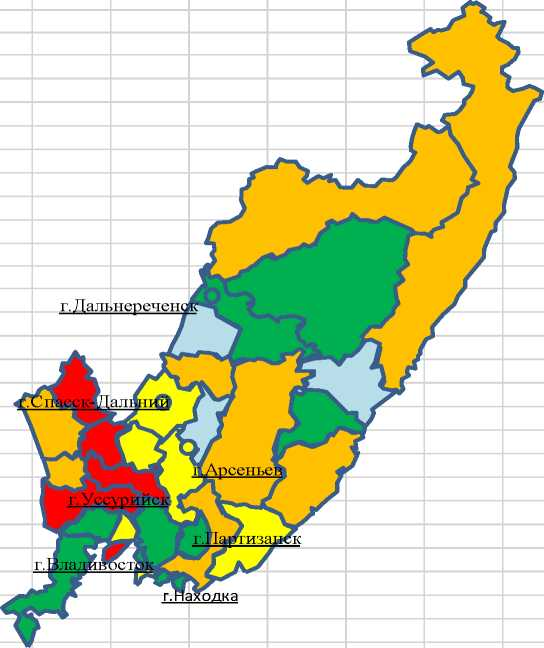 г.Дальнереченск
г.Спасск-Дальний
г.Арсеньев
г.Уссурийск
г.Партизанск
г.Владивосток
г.Находка